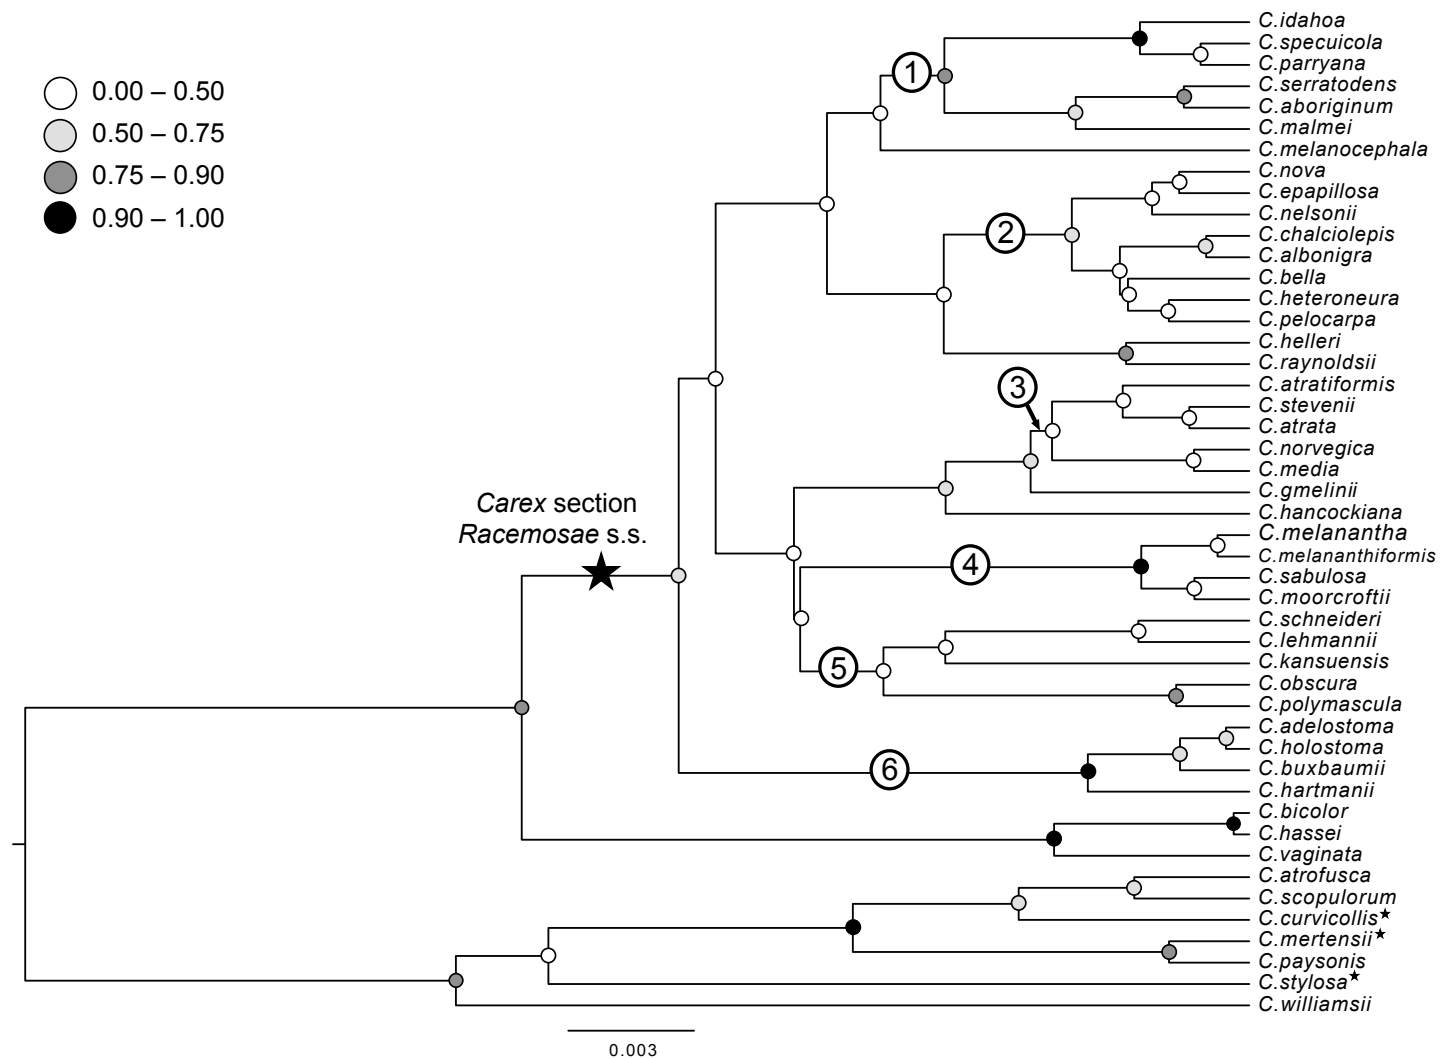 0.00 – 0.50
0.50 – 0.75
0.75 – 0.90
0.90 – 1.00
Carex section
Racemosae s.s.
1
2
3
4
5
6
C.idahoa
C.specuicola
C.parryana
C.serratodens
C.aboriginum
C.malmei
C.melanocephala
C.nova
C.epapillosa
C.nelsonii
C.chalciolepis
C.albonigra
C.bella
C.heteroneura
C.pelocarpa
C.helleri
C.raynoldsii
C.atratiformis
C.stevenii
C.atrata
C.norvegica
C.media
C.gmelinii
C.hancockiana
C.melanantha
C.melananthiformis
C.sabulosa
C.moorcroftii
C.schneideri
C.lehmannii
C.kansuensis
C.obscura
C.polymascula
C.adelostoma
C.holostoma
C.buxbaumii
C.hartmanii
C.bicolor
C.hassei
C.vaginata
C.atrofusca
C.scopulorum
C.curvicollis★
C.mertensii★
C.paysonis
C.stylosa★
C.williamsii
0.003